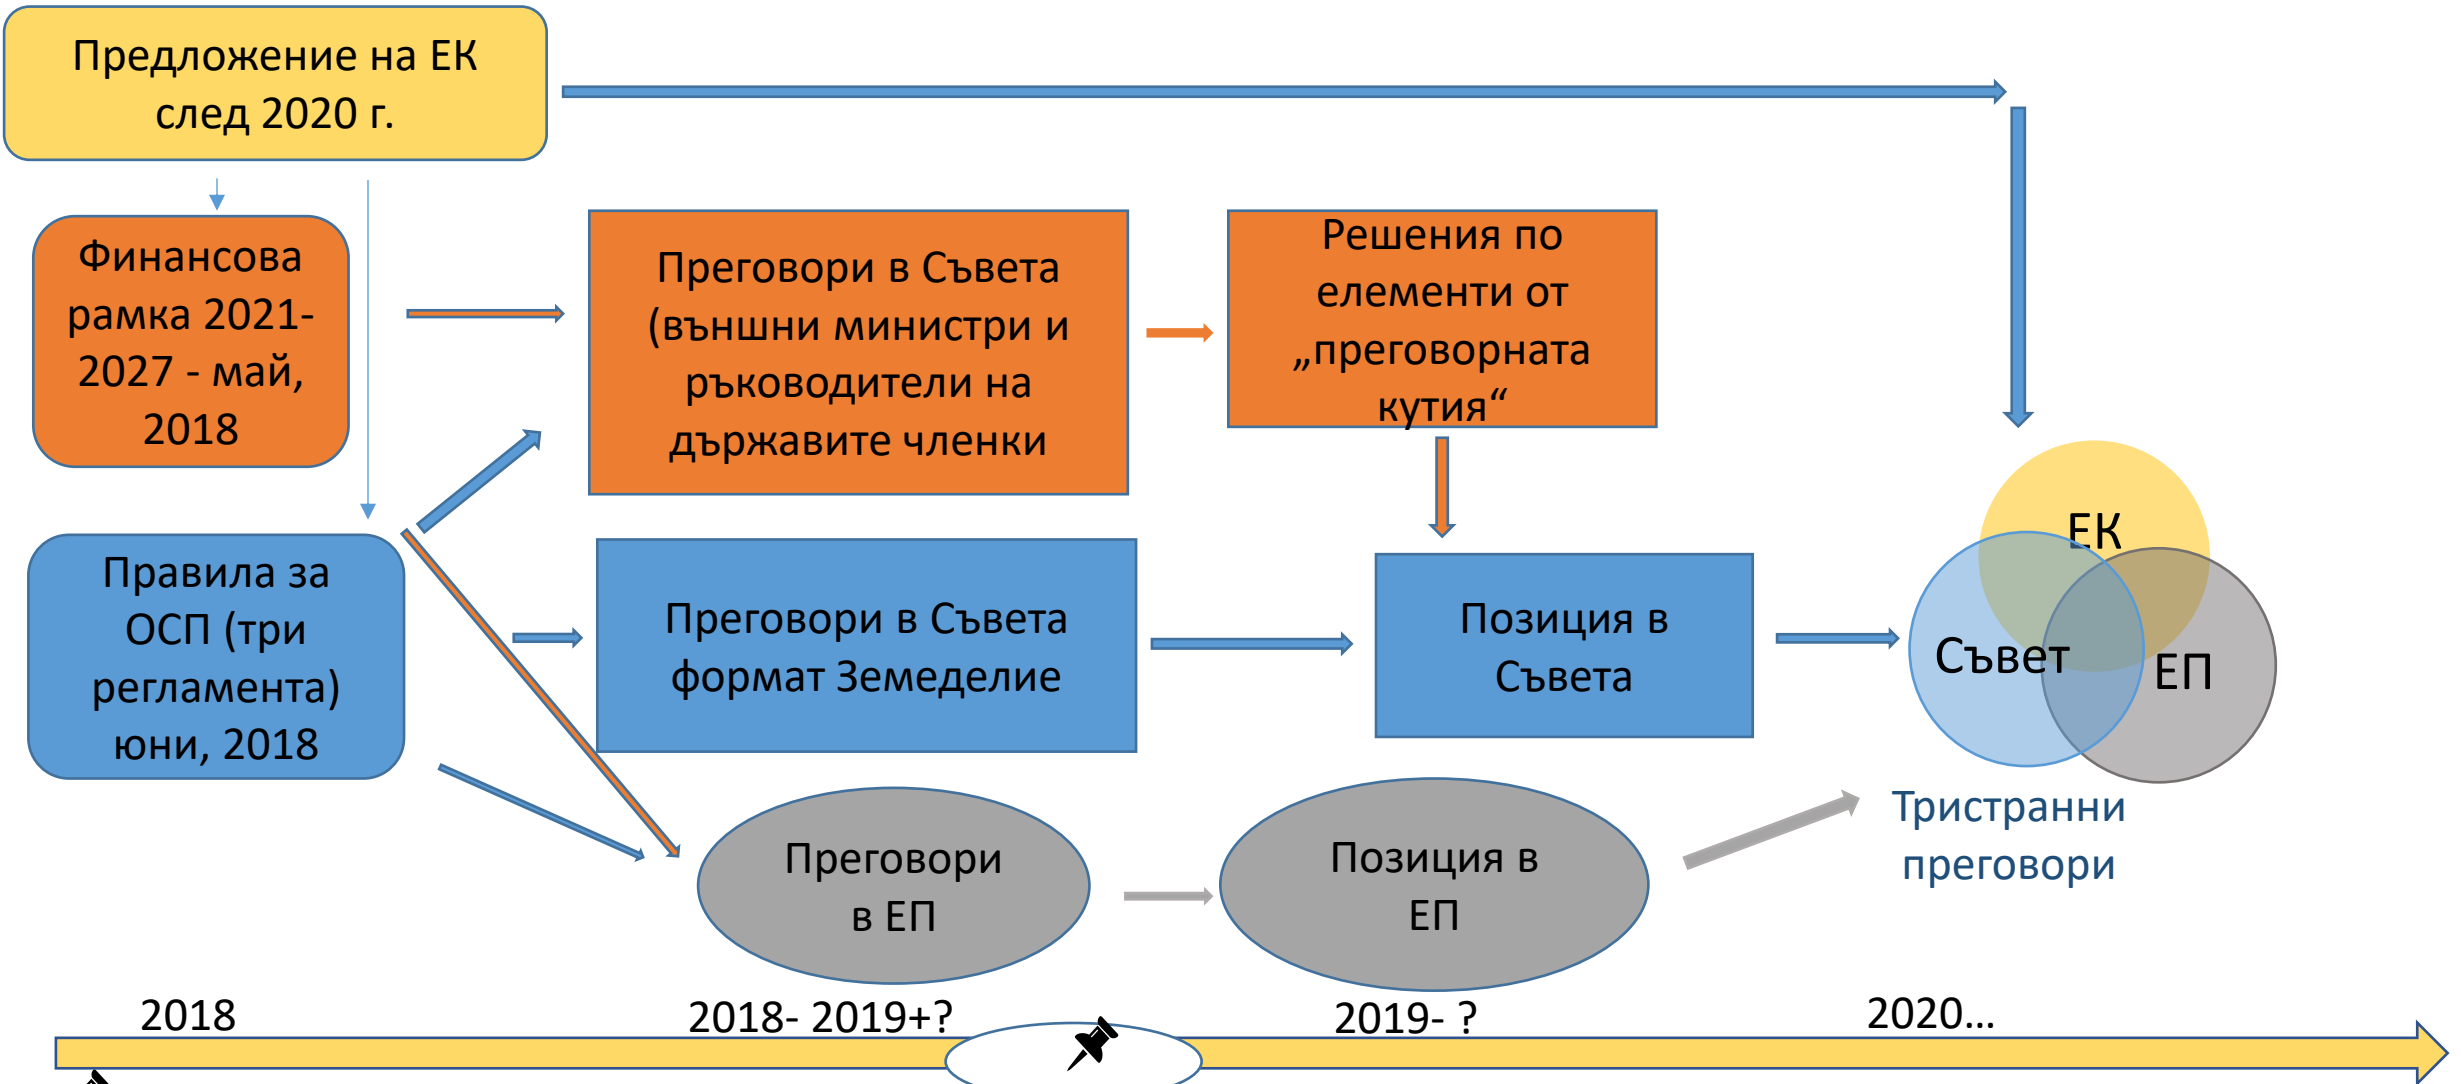 Предложение на ЕК
след 2020 г.
Финансова
рамка 2021-
2027 - май,
2018
Преговори в Съвета
(външни министри и
ръководители на
държавите членки
Решения по
елементи от
„преговорната
кутия“
Правила за
ОСП (три
регламента)
юни, 2018
Преговори в Съвета
формат Земеделие
Позиция в
Съвета
ЕК
Съвет
ЕП
Тристранни
преговори
Преговори
в ЕП
Позиция в
ЕП
2018
2018- 2019+?
2019- ?
2020...